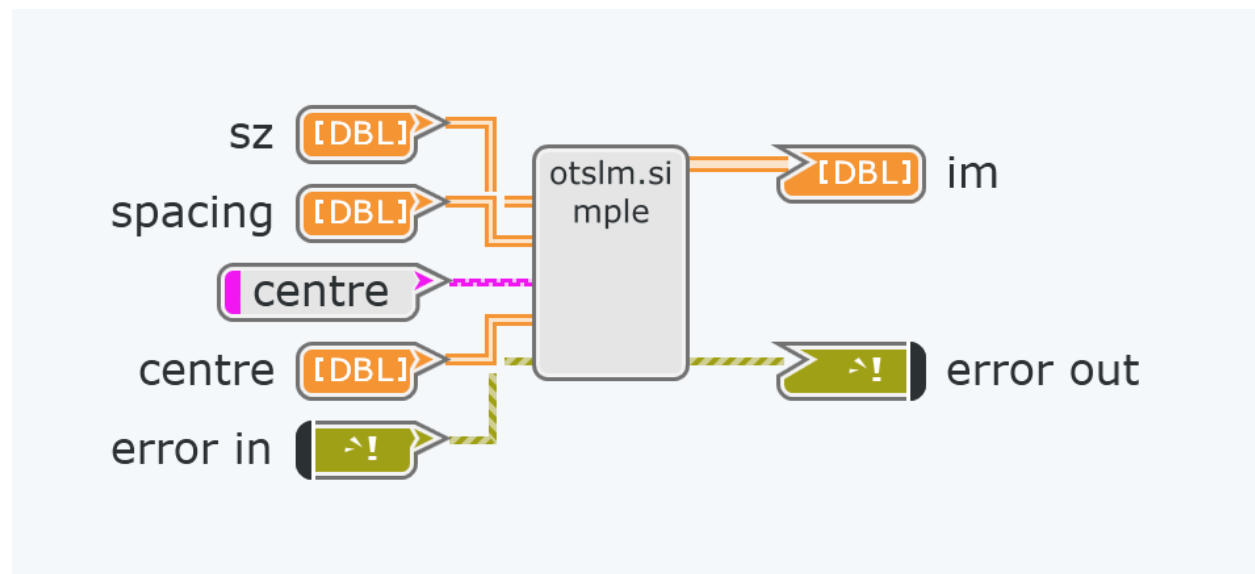 sz [DBL]
spacing [DBL]
centre
centre [DBL]
error in !
otslm.si
mple
[DBL] im
! error out